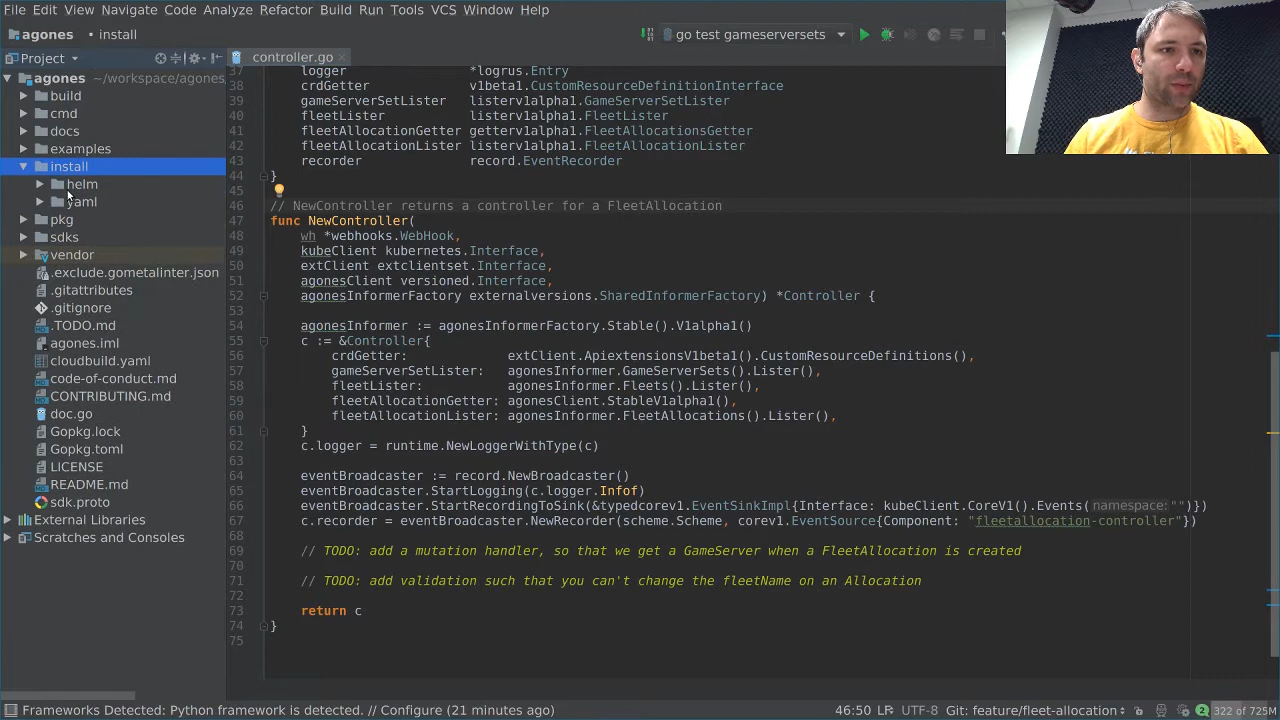 File Edit View Navigate Code Analyze Refactor Build Run Tools VCS Window Help
agones • install
go test gameserversets
Project
controller.go
agones ~/workspace/agones
build
cmd
docs
examples
install
helm
yaml
pkg
sdks
vendor
.exclude.gometalinter.json
.gitattributes
.gitignore
.TODO.md
agones.iml
cloudbuild.yaml
code-of-conduct.md
CONTRIBUTING.md
doc.go
Gopkg.lock
Gopkg.toml
LICENSE
README.md
sdk.proto
External Libraries
Scratches and Consoles
37 logger *logrus.Entry
38 crdGetter v1beta1.CustomResourceDefinitionInterface
39 gameServerSetLister listerv1alpha1.GameServerSetLister
40 fleetLister listerv1alpha1.FleetLister
41 fleetAllocationGetter getterv1alpha1.FleetAllocationsGetter
42 fleetAllocationLister listerv1alpha1.FleetAllocationLister
43 recorder record.EventRecorder
44 }
45
46 // NewController returns a controller for a FleetAllocation
47 func NewController(
48 wh *webhooks.WebHook,
49 kubeClient kubernetes.Interface,
50 extClient extclientset.Interface,
51 agonesClient versioned.Interface,
52 agonesInformerFactory externalversions.SharedInformerFactory) *Controller {
53
54 agonesInformer := agonesInformerFactory.Stable().V1alpha1()
55 c := &Controller{
56 crdGetter: extClient.ApiextensionsV1beta1().CustomResourceDefinitions(),
57 gameServerSetLister: agonesInformer.GameServerSets().Lister(),
58 fleetLister: agonesInformer.Fleets().Lister(),
59 fleetAllocationGetter: agonesClient.StableV1alpha1(),
60 fleetAllocationLister: agonesInformer.FleetAllocations().Lister(),
61 }
62 c.logger = runtime.NewLoggerWithType(c)
63
64 eventBroadcaster := record.NewBroadcaster()
65 eventBroadcaster.StartLogging(c.logger.Infof)
66 eventBroadcaster.StartRecordingToSink(&typedcorev1.EventSinkImpl{Interface: kubeClient.CoreV1().Events( namespace: "")})
67 c.recorder = eventBroadcaster.NewRecorder(scheme.Scheme, corev1.EventSource{Component: "fleetallocation-controller"})
68
69 // TODO: add a mutation handler, so that we get a GameServer when a FleetAllocation is created
70
71 // TODO: add validation such that you can't change the fleetName on an Allocation
72
73 return c
74 }
75
Frameworks Detected: Python framework is detected. // Configure (21 minutes ago) 46:50 LF UTF-8 Git: feature/fleet-allocation 2 322 of 725M